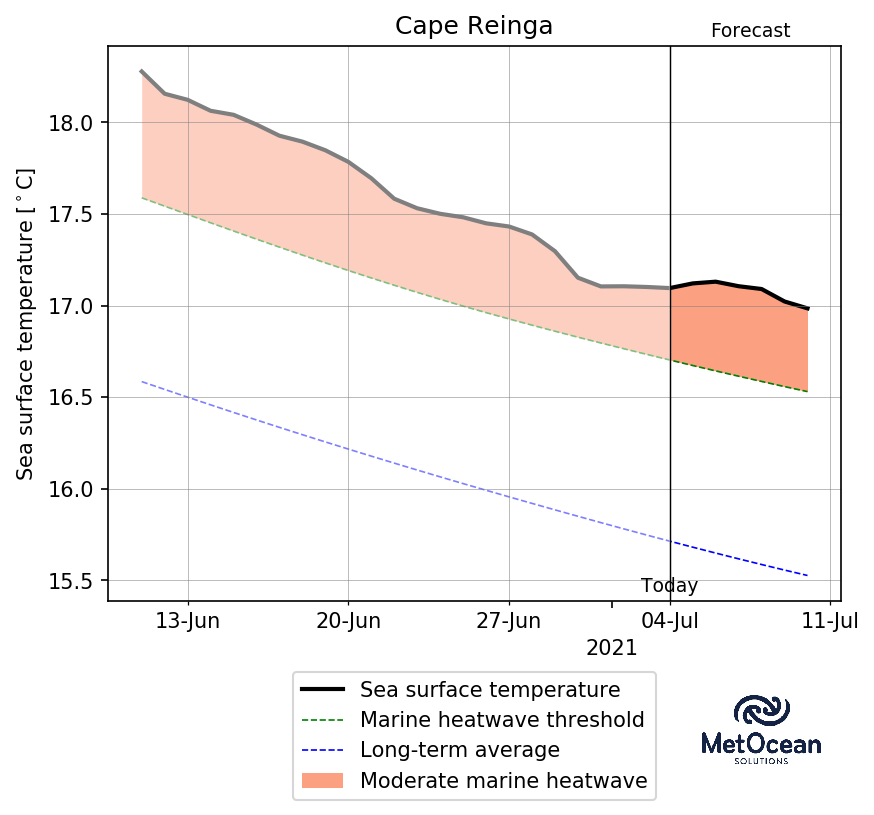 Cape Reinga
Forecast
Sea surface temperature [°C]
18.0
17.5
17.0
16.5
16.0
15.5
Today
13-Jun 20-Jun 27-Jun 04-Jul 11-Jul
2021
Sea surface temperature
Marine heatwave threshold
Long-term average
Moderate marine heatwave
MetOcean
SOLUTIONS